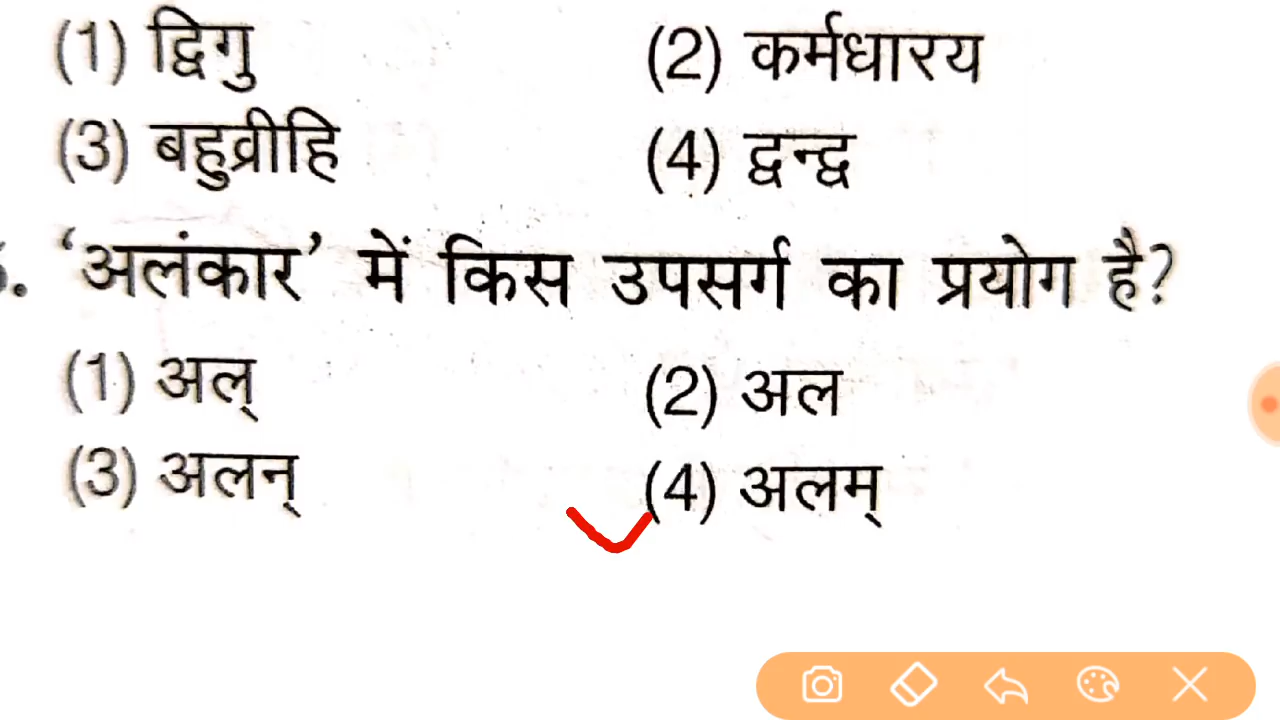 (1) द्विगु (2) कर्मधारय
(3) बहुव्रीहि (4) द्वन्द्व
. 'अलंकार' में किस उपसर्ग का प्रयोग है?
(1) अल् (2) अल
(3) अलन् (4) अलम्